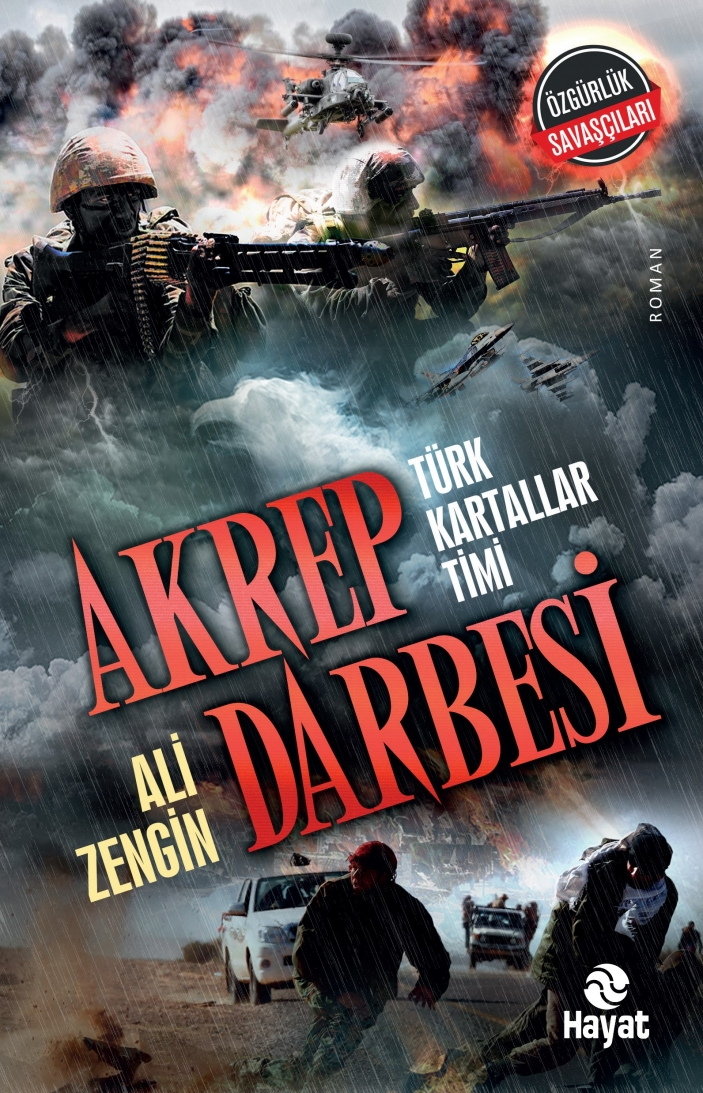 ÖZGÜRLÜK
SAVAŞÇILARI
ROMAN
TÜRK
KARTALLAR
TİMİ
AKREP
DARBESİ
ALİ
ZENGİN
Hayat